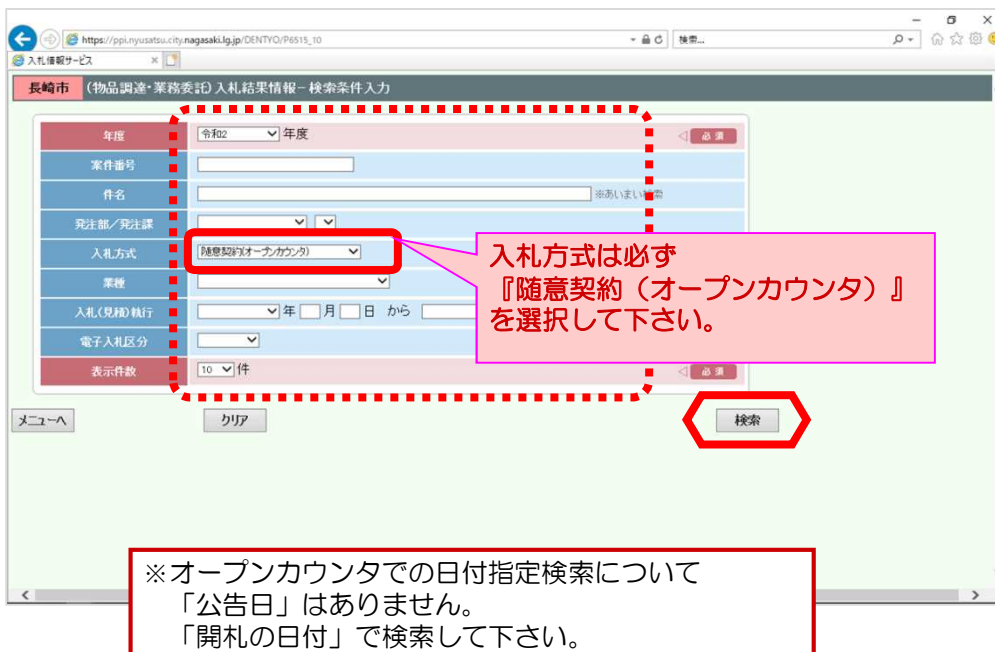 https://ppi.nyusatsu.city.nagasaki.lg.jp/DENTYO/P6515_10
検索...
入札情報サービス
長崎市 (物品調達・業務委託)入札結果情報－検索条件入力
年度 令和2 年度 必須
案件番号
件名 ※あいまい検索
発注部／発注課
入札方式 随意契約(オープンカウンタ)
業種
入札(見積)執行 年 月 日 から
電子入札区分
表示件数 10 件 必須
入札方式は必ず
『随意契約（オープンカウンタ）』
を選択して下さい。
メニューへ クリア 検索
※オープンカウンタでの日付指定検索について
「公告日」はありません。
「開札の日付」で検索して下さい。